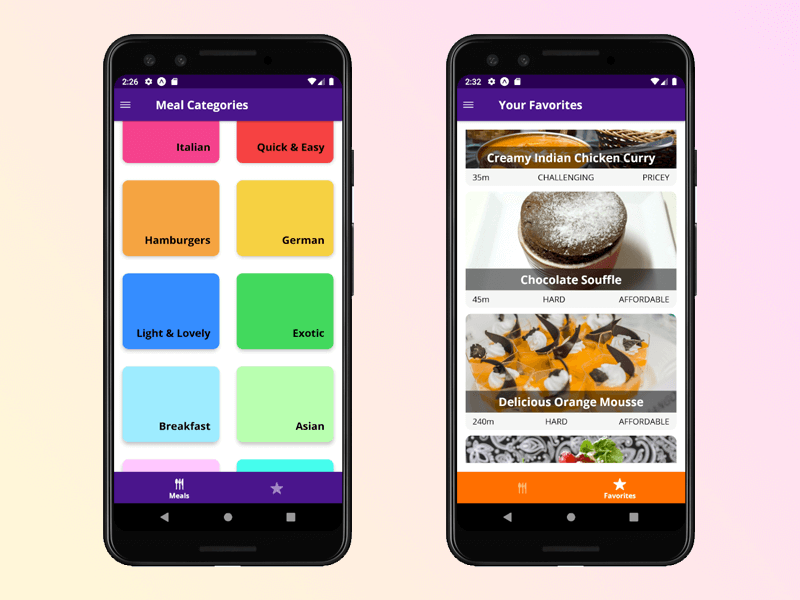 2:26
Meal Categories
Italian
Quick & Easy
Hamburgers
German
Light & Lovely
Exotic
Breakfast
Asian
Meals
2:32
Your Favorites
Creamy Indian Chicken Curry
35m CHALLENGING PRICEY
Chocolate Souffle
45m HARD AFFORDABLE
Delicious Orange Mousse
240m HARD AFFORDABLE
Favorites